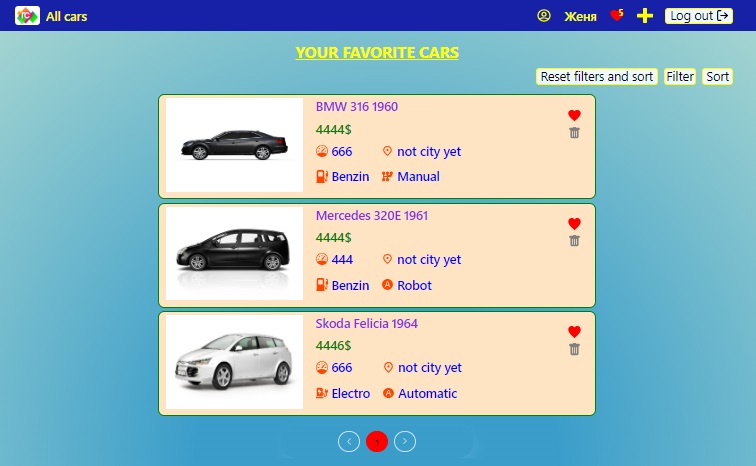 TC
All cars
Женя
5
Log out
YOUR FAVORITE CARS
Reset filters and sort
Filter
Sort
BMW 316 1960
4444$
666
not city yet
Benzin
Manual
Mercedes 320E 1961
4444$
444
not city yet
Benzin
A Robot
Skoda Felicia 1964
4446$
666
not city yet
Electro
A Automatic
1